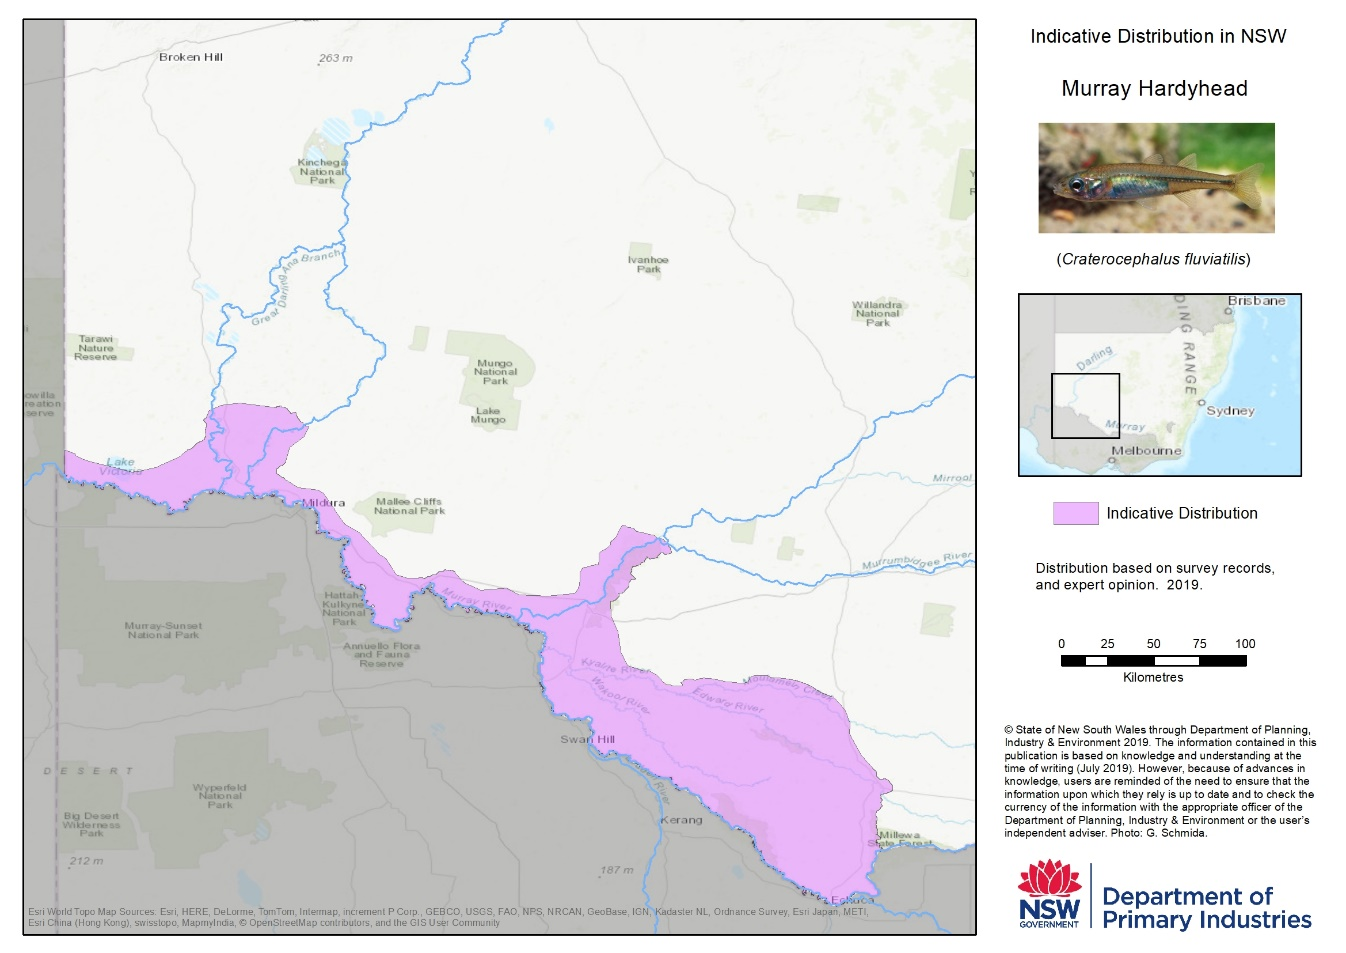 Indicative Distribution in NSW
Murray Hardyhead
(Craterocephalus fluviatilis)
Broken Hill
263 m
Kinchega
National
Park
Great Darling Ana Branch
Ivanhoe
Park
Willandra
National
Park
Tarawi
Nature
Reserve
Mungo
National
Park
Lake
Mungo
Lake
Victoria
Mildura
Mallee Cliffs
National Park
Mirrool
Murrumbidgee River
Hattah-
Kulkyne
National
Park
Murray River
Murray-Sunset
National Park
Annuello Flora
and Fauna
Reserve
Kyalite River
Wakool River
Edward River
Swan Hill
DESERT
Wyperfeld
National
Park
Big Desert
Wilderness
Park
Kerang
Millewa
State Forest
212 m
187 m
Echuca
Esri World Topo Map Sources: Esri, HERE, DeLorme, TomTom, Intermap, increment P Corp., GEBCO, USGS, FAO, NPS, NRCAN, GeoBase, IGN, Kadaster NL, Ordnance Survey, Esri Japan, METI,
Esri China (Hong Kong), swisstopo, MapmyIndia, © OpenStreetMap contributors, and the GIS User Community
Brisbane
DING RANGE
Darling
Sydney
Murray
Melbourne
Indicative Distribution
Distribution based on survey records,
and expert opinion. 2019.
0 25 50 75 100
Kilometres
© State of New South Wales through Department of Planning,
Industry & Environment 2019. The information contained in this
publication is based on knowledge and understanding at the
time of writing (July 2019). However, because of advances in
knowledge, users are reminded of the need to ensure that the
information upon which they rely is up to date and to check the
currency of the information with the appropriate officer of the
Department of Planning, Industry & Environment or the user's
independent adviser. Photo: G. Schmida.
NSW
GOVERNMENT
Department of
Primary Industries